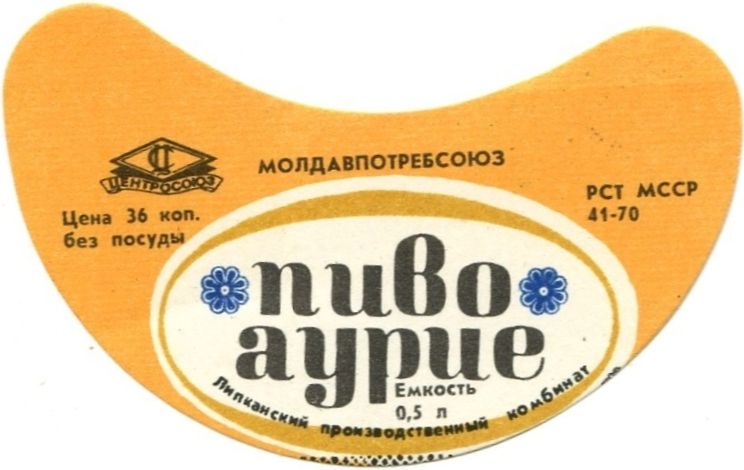 ЦЕНТРОСОЮЗ
МОЛДАВПОТРЕБСОЮЗ
Цена 36 коп.
без посуды
РСТ МССР
41-70
пиво
аурие
Емкость
0,5 л
Липканский производственный комбинат